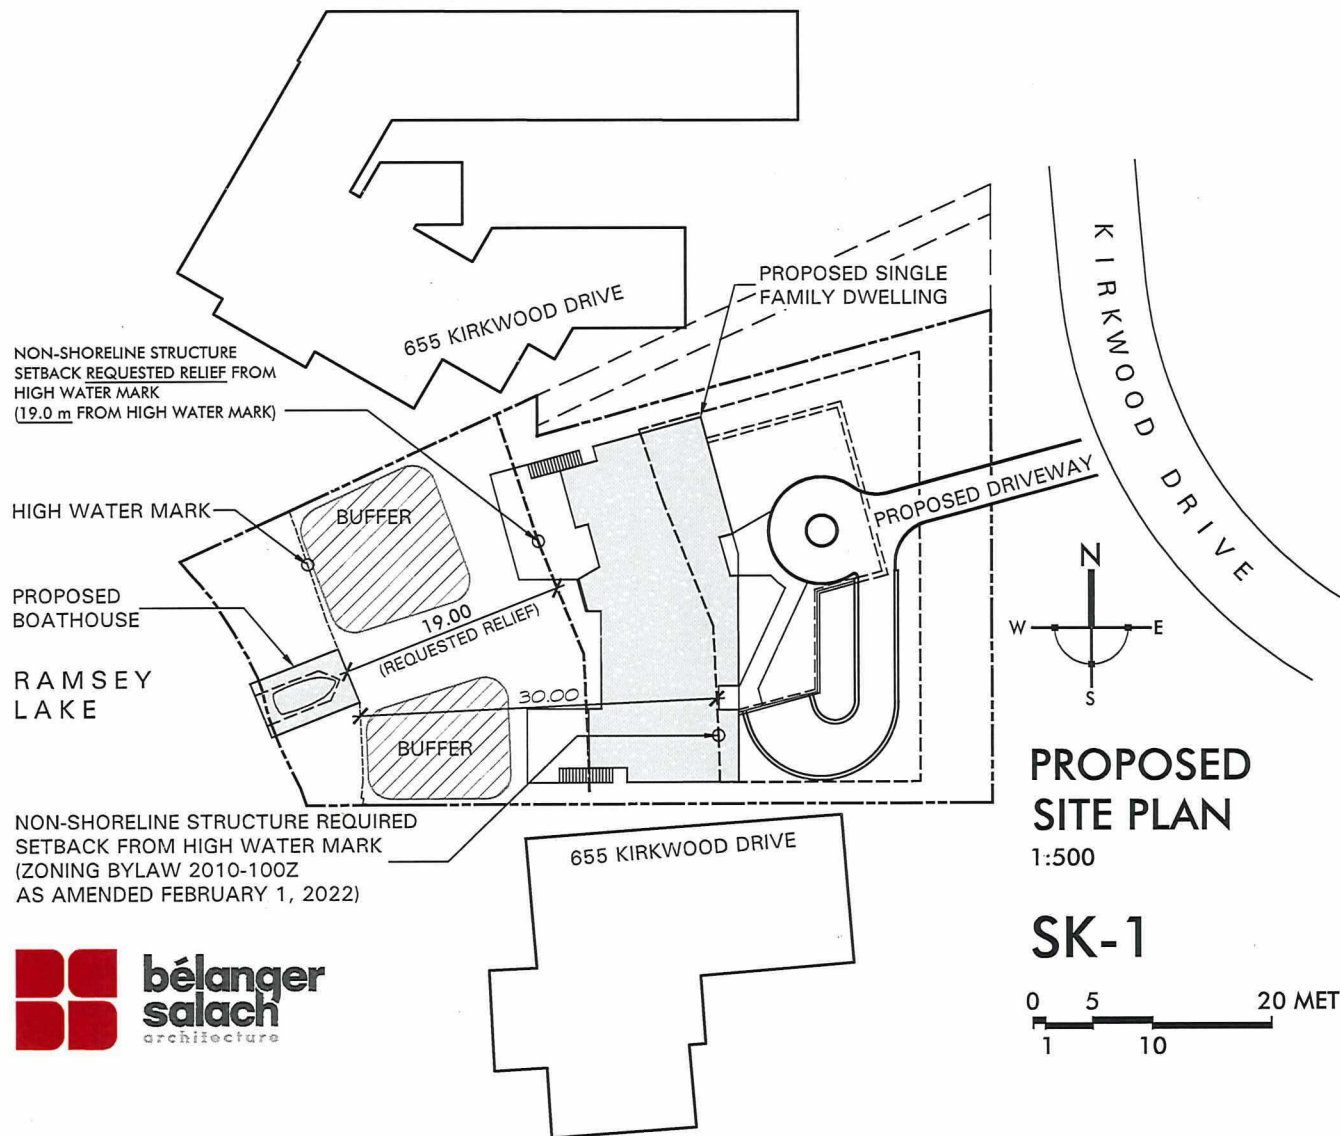 655 KIRKWOOD DRIVE
PROPOSED SINGLE
FAMILY DWELLING
KIRKWOOD DRIVE
NON-SHORELINE STRUCTURE
SETBACK REQUESTED RELIEF FROM
HIGH WATER MARK
(19.0 m FROM HIGH WATER MARK)
HIGH WATER MARK
BUFFER
PROPOSED DRIVEWAY
PROPOSED
BOATHOUSE
19.00
(REQUESTED RELIEF)
RAMSEY
LAKE
30.00
BUFFER
N
W
E
S
NON-SHORELINE STRUCTURE REQUIRED
SETBACK FROM HIGH WATER MARK
(ZONING BYLAW 2010-100Z
AS AMENDED FEBRUARY 1, 2022)
655 KIRKWOOD DRIVE
PROPOSED
SITE PLAN
1:500
SK-1
0 5 20 MET
1 10
bélanger
salach
architecture